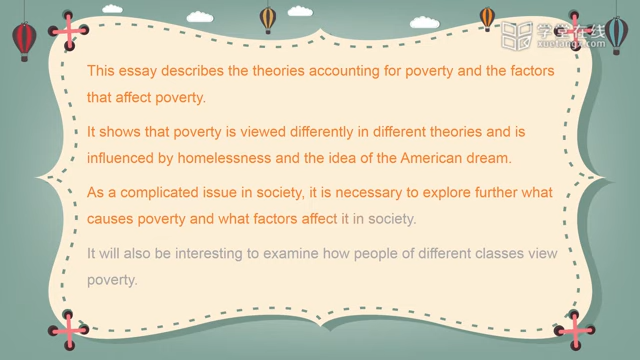 学堂在线
xuetangx.com
This essay describes the theories accounting for poverty and the factors
that affect poverty.
It shows that poverty is viewed differently in different theories and is
influenced by homelessness and the idea of the American dream.
As a complicated issue in society, it is necessary to explore further what
causes poverty and what factors affect it in society.
It will also be interesting to examine how people of different classes view
poverty.